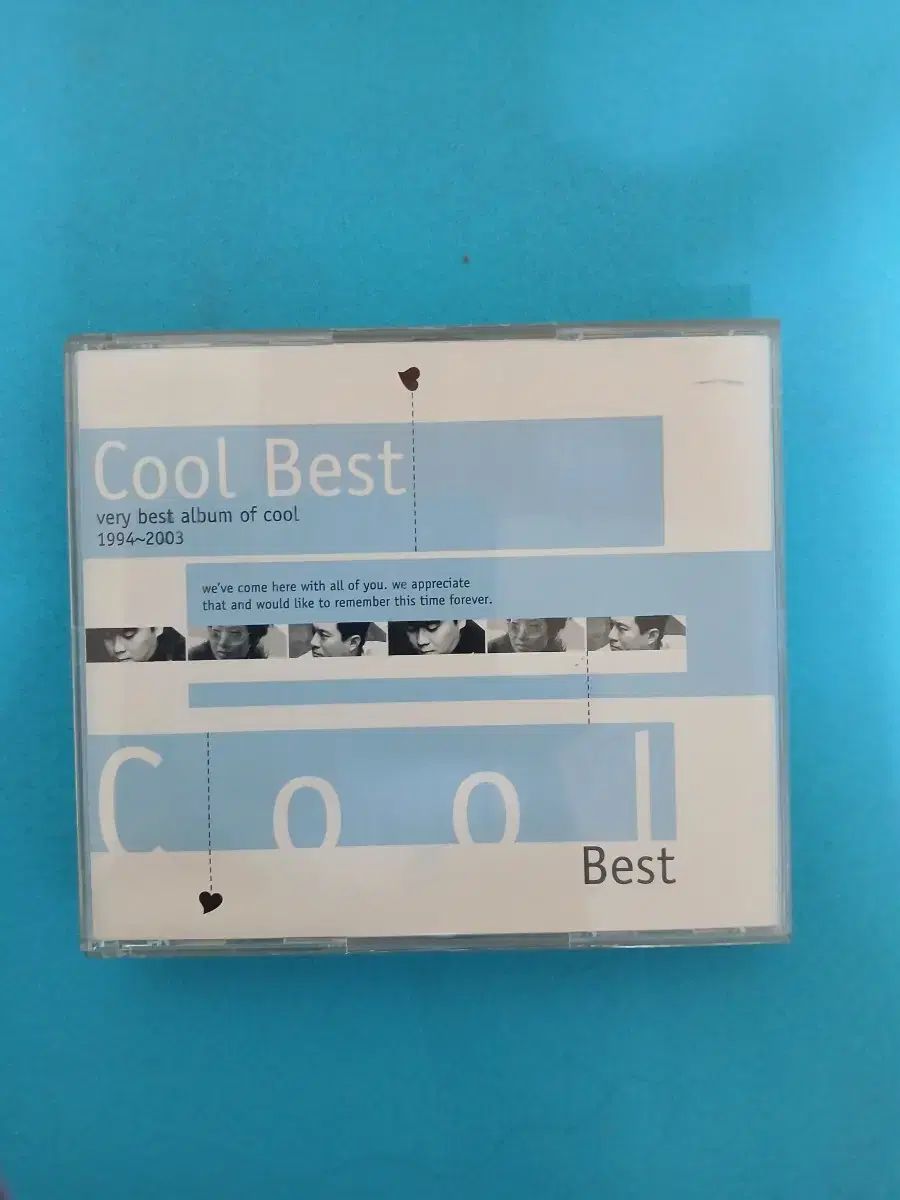 Cool Best
very best album of cool
1994~2003
we've come here with all of you. we appreciate
that and would like to remember this time forever.
Cool
Best